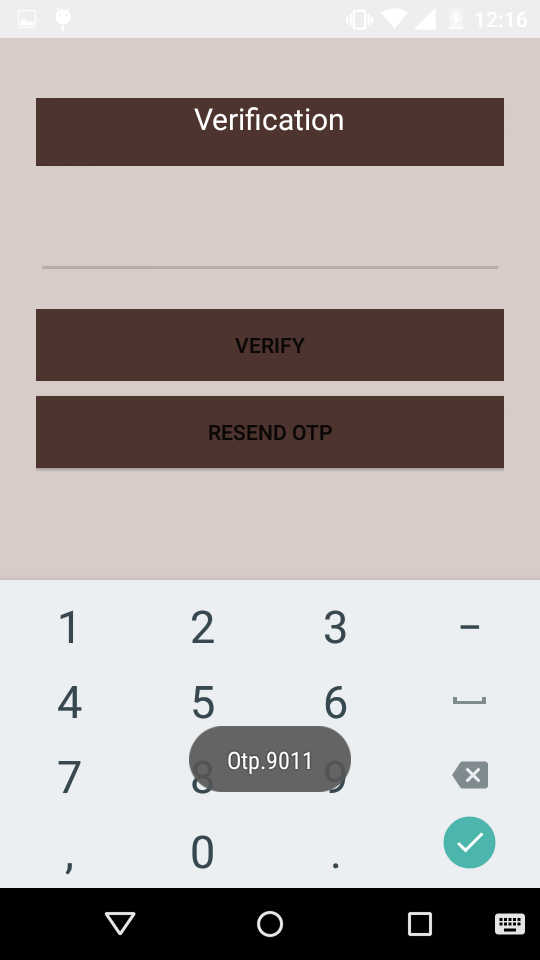 12:16
Verification
VERIFY
RESEND OTP
1 2 3 -
4 5 6
7 8 9
Otp.9011
, 0 .